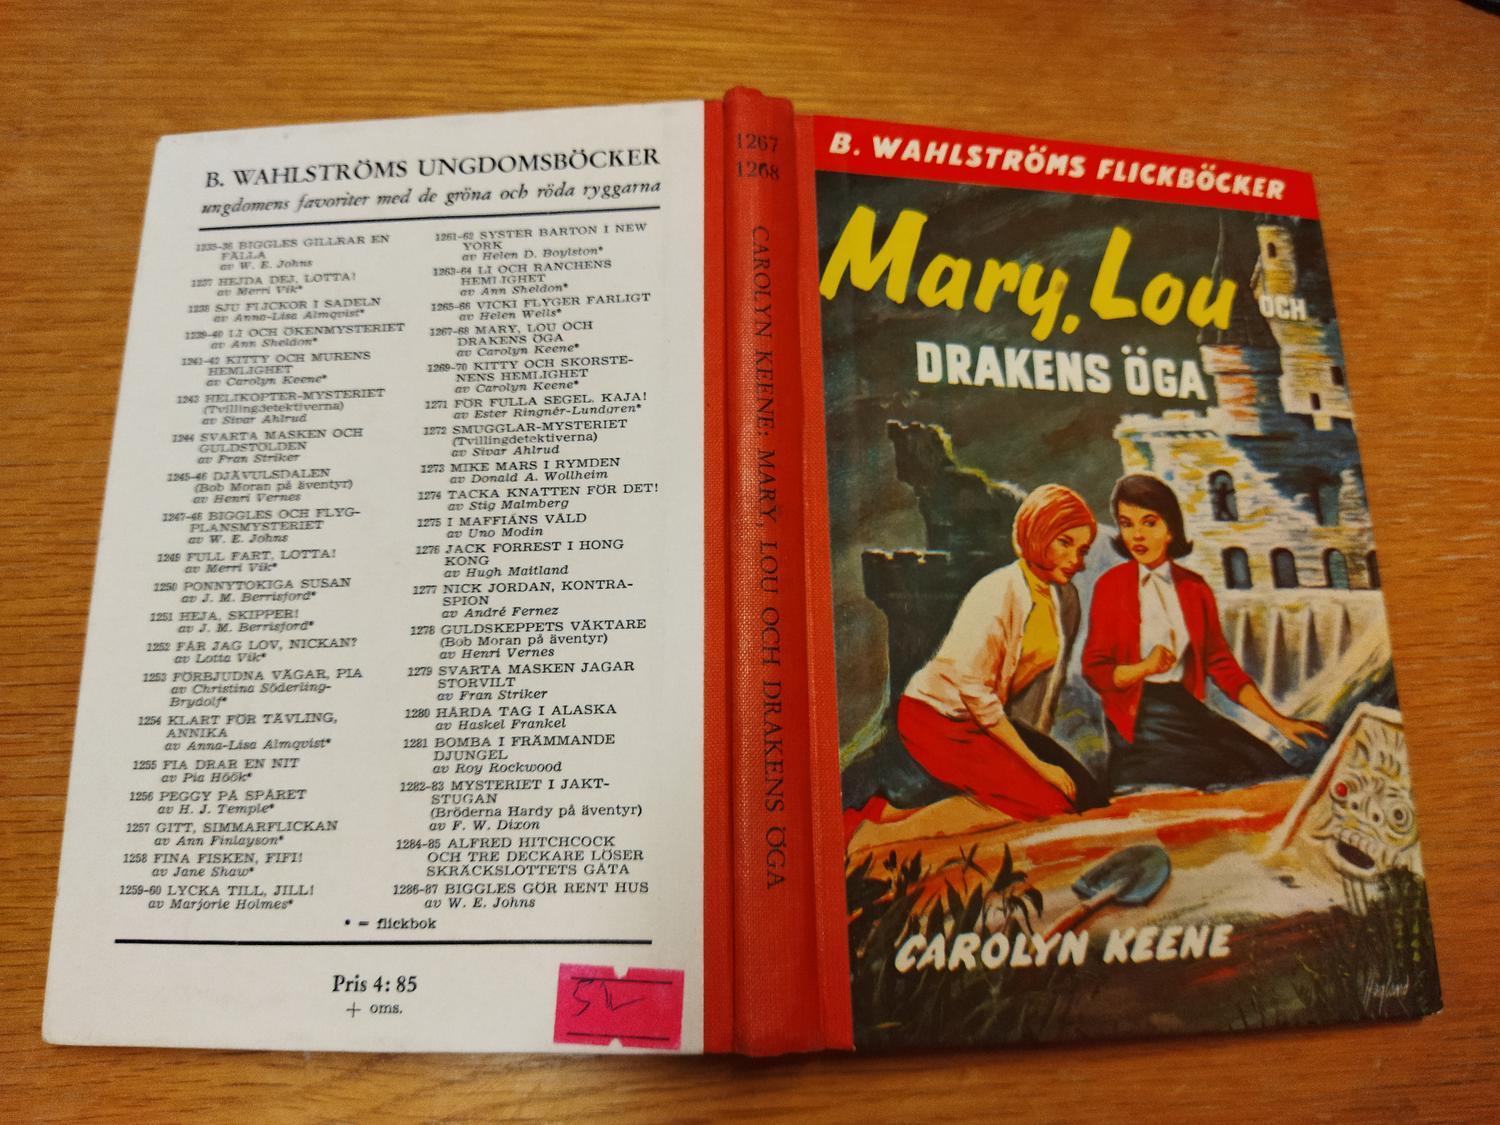 B. WAHLSTRÖMS UNGDOMSBÖCKER
ungdomens favoriter med de gröna och röda ryggarna
1235-36 BIGGLES GILLRAR EN
FÄLLA
av W. E. Johns
1237 HEJDA DEJ, LOTTA!
av Merri Vik*
1238 SJU FLICKOR I SADELN
av Anna-Lisa Almqvist*
1239-40 LI OCH ÖKENMYSTERIET
av Ann Sheldon*
1241-42 KITTY OCH MURENS
HEMLIGHET
av Carolyn Keene*
1243 HELIKOPTER-MYSTERIET
(Tvillingdetektiverna)
av Sivar Ahlrud
1244 SVARTA MASKEN OCH
GULDSTÖLDEN
av Fran Striker
1245-46 DJÄVULSDALEN
(Bob Moran på äventyr)
av Henri Vernes
1247-48 BIGGLES OCH FLYG-
PLANSMYSTERIET
av W. E. Johns
1249 FULL FART, LOTTA!
av Merri Vik*
1250 PONNYTOKIGA SUSAN
av J. M. Berrisford*
1251 HEJA, SKIPPER!
av J. M. Berrisford*
1252 FÅR JAG LOV, NICKAN?
av Lotta Vik*
1253 FÖRBJUDNA VÄGAR, PIA
av Christina Söderling-
Brydolf*
1254 KLART FÖR TÄVLING,
ANNIKA
av Anna-Lisa Almqvist*
1255 FIA DRAR EN NIT
av Pia Höök*
1256 PEGGY PÅ SPÅRET
av H. J. Temple*
1257 GITT, SIMMARFLICKAN
av Ann Finlayson*
1258 FINA FISKEN, FIFI!
av Jane Shaw*
1259-60 LYCKA TILL, JILL!
av Marjorie Holmes*
1261-62 SYSTER BARTON I NEW
YORK
av Helen D. Boylston*
1263-64 LI OCH RANCHENS
HEMLIGHET
av Ann Sheldon*
1265-66 VICKI FLYGER FARLIGT
av Helen Wells*
1267-68 MARY, LOU OCH
DRAKENS ÖGA
av Carolyn Keene*
1269-70 KITTY OCH SKORSTE-
NENS HEMLIGHET
av Carolyn Keene*
1271 FÖR FULLA SEGEL, KAJA!
av Ester Ringnér-Lundgren*
1272 SMUGGLAR-MYSTERIET
(Tvillingdetektiverna)
av Sivar Ahlrud
1273 MIKE MARS I RYMDEN
av Donald A. Wollheim
1274 TACKA KNATTEN FÖR DET!
av Stig Malmberg
1275 I MAFFIANS VÅLD
av Uno Modin
1276 JACK FORREST I HONG
KONG
av Hugh Maitland
1277 NICK JORDAN, KONTRA-
SPION
av André Fernez
1278 GULDSKEPPETS VÄKTARE
(Bob Moran på äventyr)
av Henri Vernes
1279 SVARTA MASKEN JAGAR
STORVILT
av Fran Striker
1280 HÅRDA TAG I ALASKA
av Haskel Frankel
1281 BOMBA I FRÄMMANDE
DJUNGEL
av Roy Rockwood
1282-83 MYSTERIET I JAKT-
STUGAN
(Bröderna Hardy på äventyr)
av F. W. Dixon
1284-85 ALFRED HITCHCOCK
OCH TRE DECKARE LÖSER
SKRÄCKSLOTTETS GÅTA
1286-87 BIGGLES GÖR RENT HUS
av W. E. Johns
* = flickbok
Pris 4:85
+ oms.
1267
1268
CAROLYN KEENE: MARY, LOU OCH DRAKENS ÖGA
B. WAHLSTRÖMS FLICKBÖCKER
Mary, Lou OCH
DRAKENS ÖGA
CAROLYN KEENE